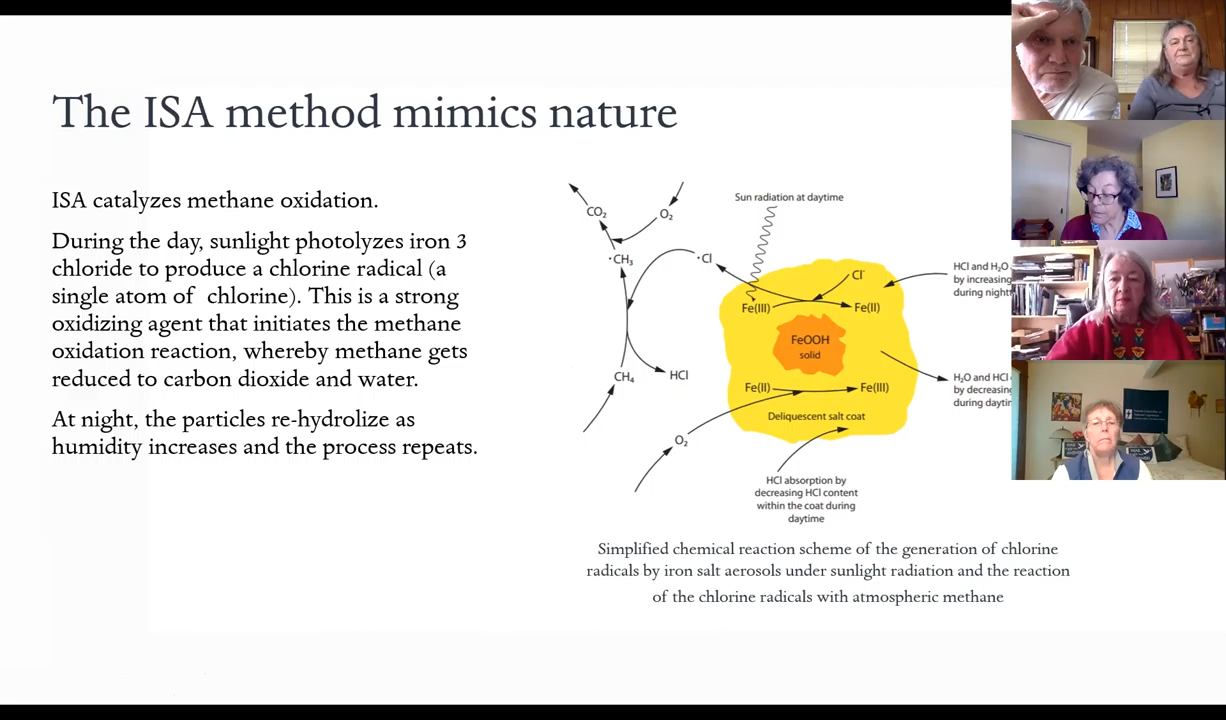 The ISA method mimics nature
ISA catalyzes methane oxidation.
During the day, sunlight photolyzes iron 3
chloride to produce a chlorine radical (a
single atom of chlorine). This is a strong
oxidizing agent that initiates the methane
oxidation reaction, whereby methane gets
reduced to carbon dioxide and water.
At night, the particles re-hydrolize as
humidity increases and the process repeats.
CO₂
O₂
Sun radiation at daytime
·CH₃
·Cl
Cl⁻
HCl and H₂O
by increasing
during night
Fe(III)
Fe(II)
FeOOH
solid
CH₄
HCl
H₂O and HCl
by decreasing
during daytim
Fe(II)
Fe(III)
Deliquescent salt coat
O₂
HCl absorption by
decreasing HCl content
within the coat during
daytime
Simplified chemical reaction scheme of the generation of chlorine
radicals by iron salt aerosols under sunlight radiation and the reaction
of the chlorine radicals with atmospheric methane